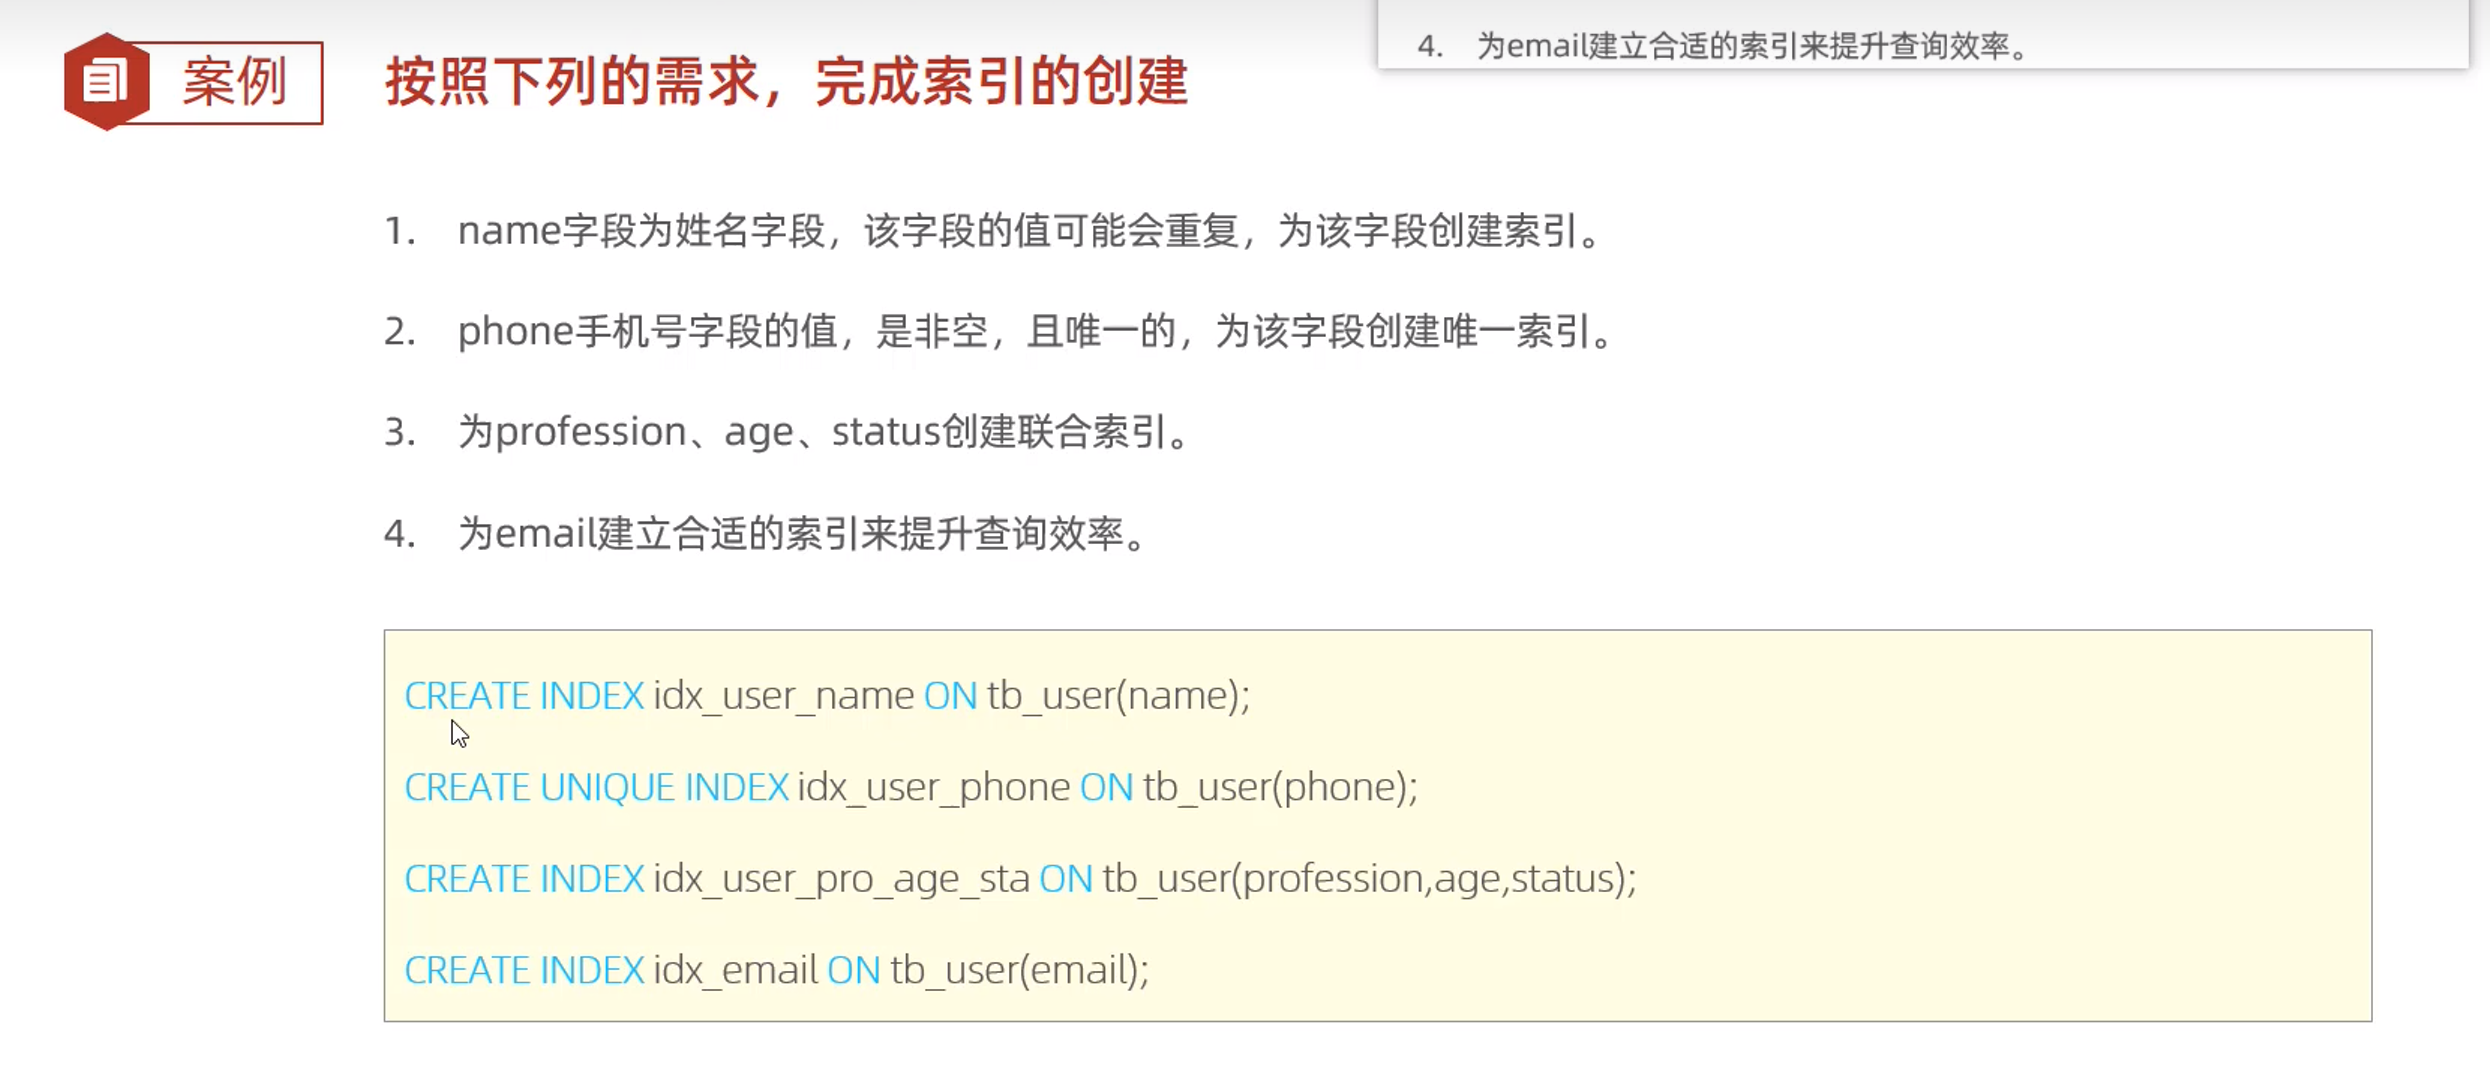 4. 为email建立合适的索引来提升查询效率。
案例
按照下列的需求，完成索引的创建
1. name字段为姓名字段，该字段的值可能会重复，为该字段创建索引。
2. phone手机号字段的值，是非空，且唯一的，为该字段创建唯一索引。
3. 为profession、age、status创建联合索引。
4. 为email建立合适的索引来提升查询效率。
CREATE INDEX idx_user_name ON tb_user(name);
CREATE UNIQUE INDEX idx_user_phone ON tb_user(phone);
CREATE INDEX idx_user_pro_age_sta ON tb_user(profession,age,status);
CREATE INDEX idx_email ON tb_user(email);